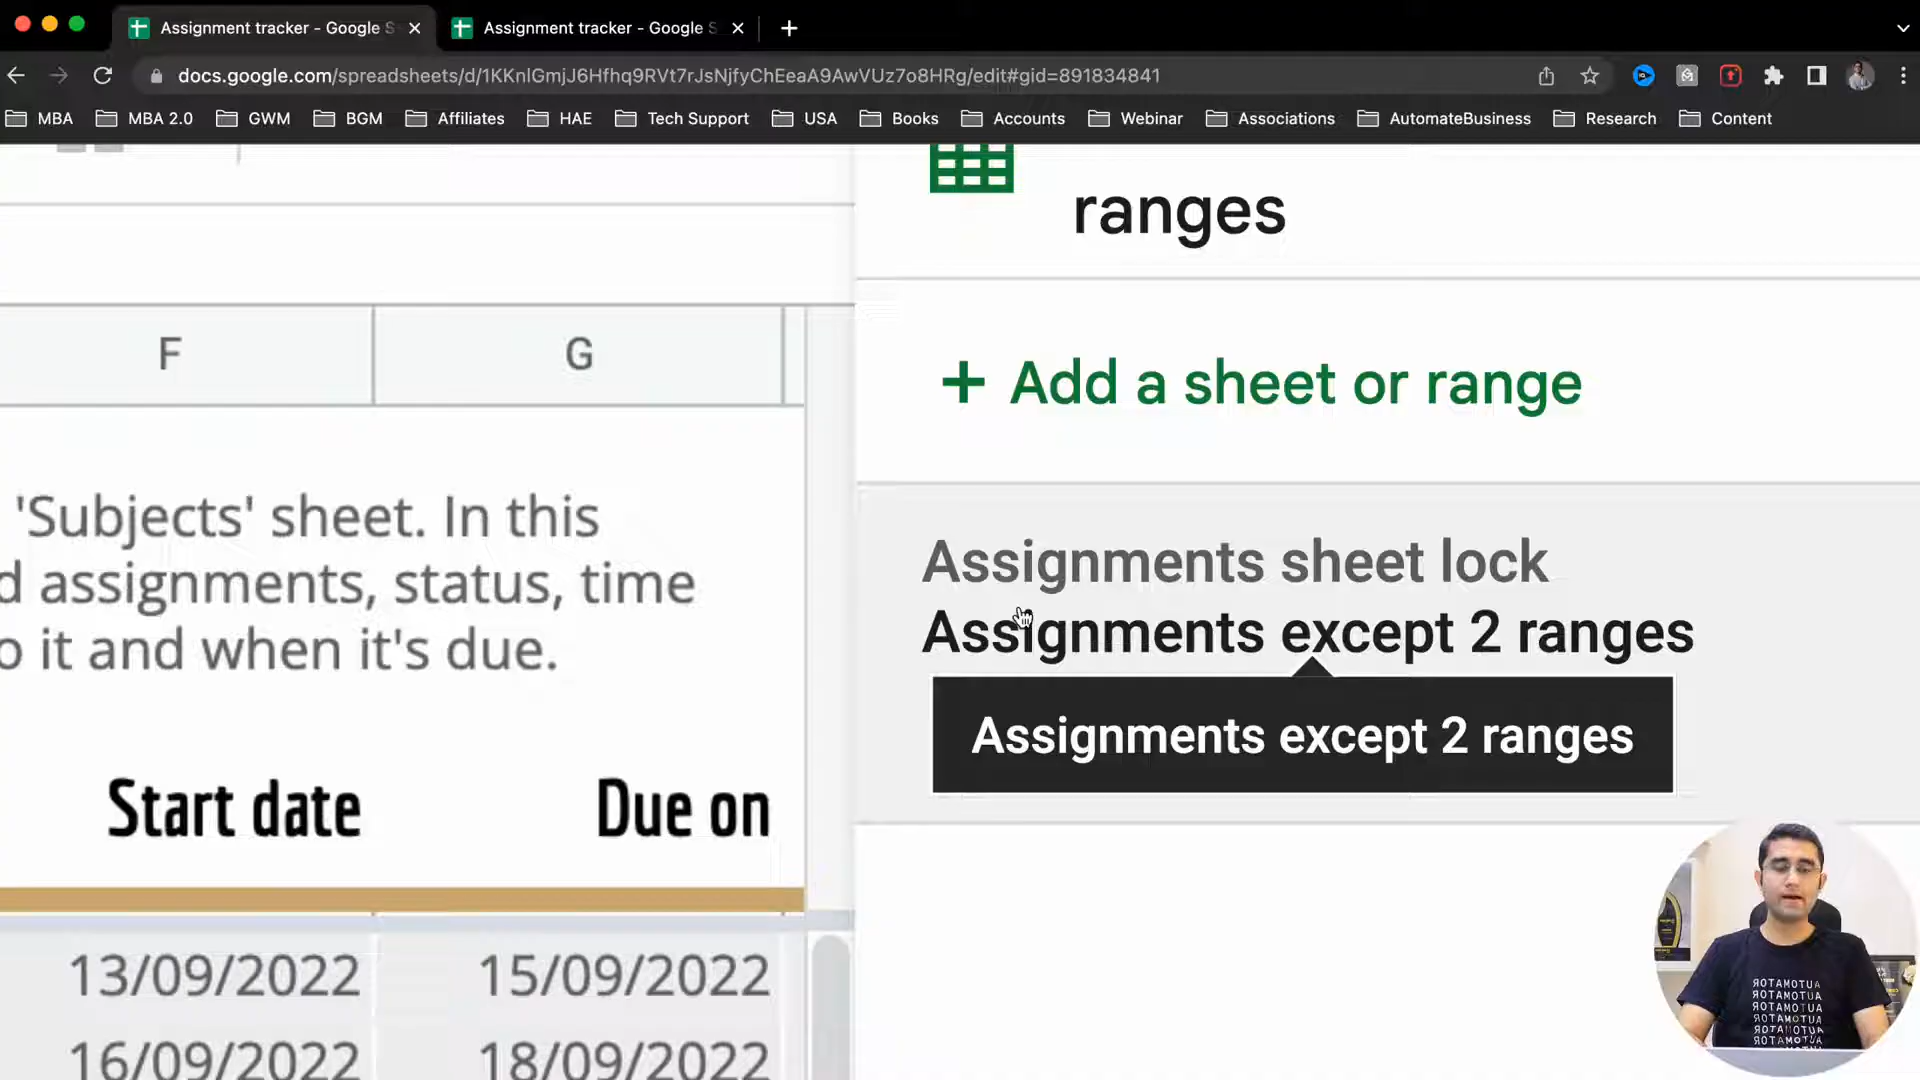 Assignment tracker - Google S
Assignment tracker - Google S
docs.google.com/spreadsheets/d/1KKnlGmjJ6Hfhq9RVt7rJsNjfyChEeaA9AwVUz7o8HRg/edit#gid=891834841
MBA
MBA 2.0
GWM
BGM
Affiliates
HAE
Tech Support
USA
Books
Accounts
Webinar
Associations
AutomateBusiness
Research
Content
ranges
+ Add a sheet or range
Assignments sheet lock
Assignments except 2 ranges
Assignments except 2 ranges
F
G
'Subjects' sheet. In this
d assignments, status, time
o it and when it's due.
Start date
Due on
13/09/2022
15/09/2022
16/09/2022
18/09/2022